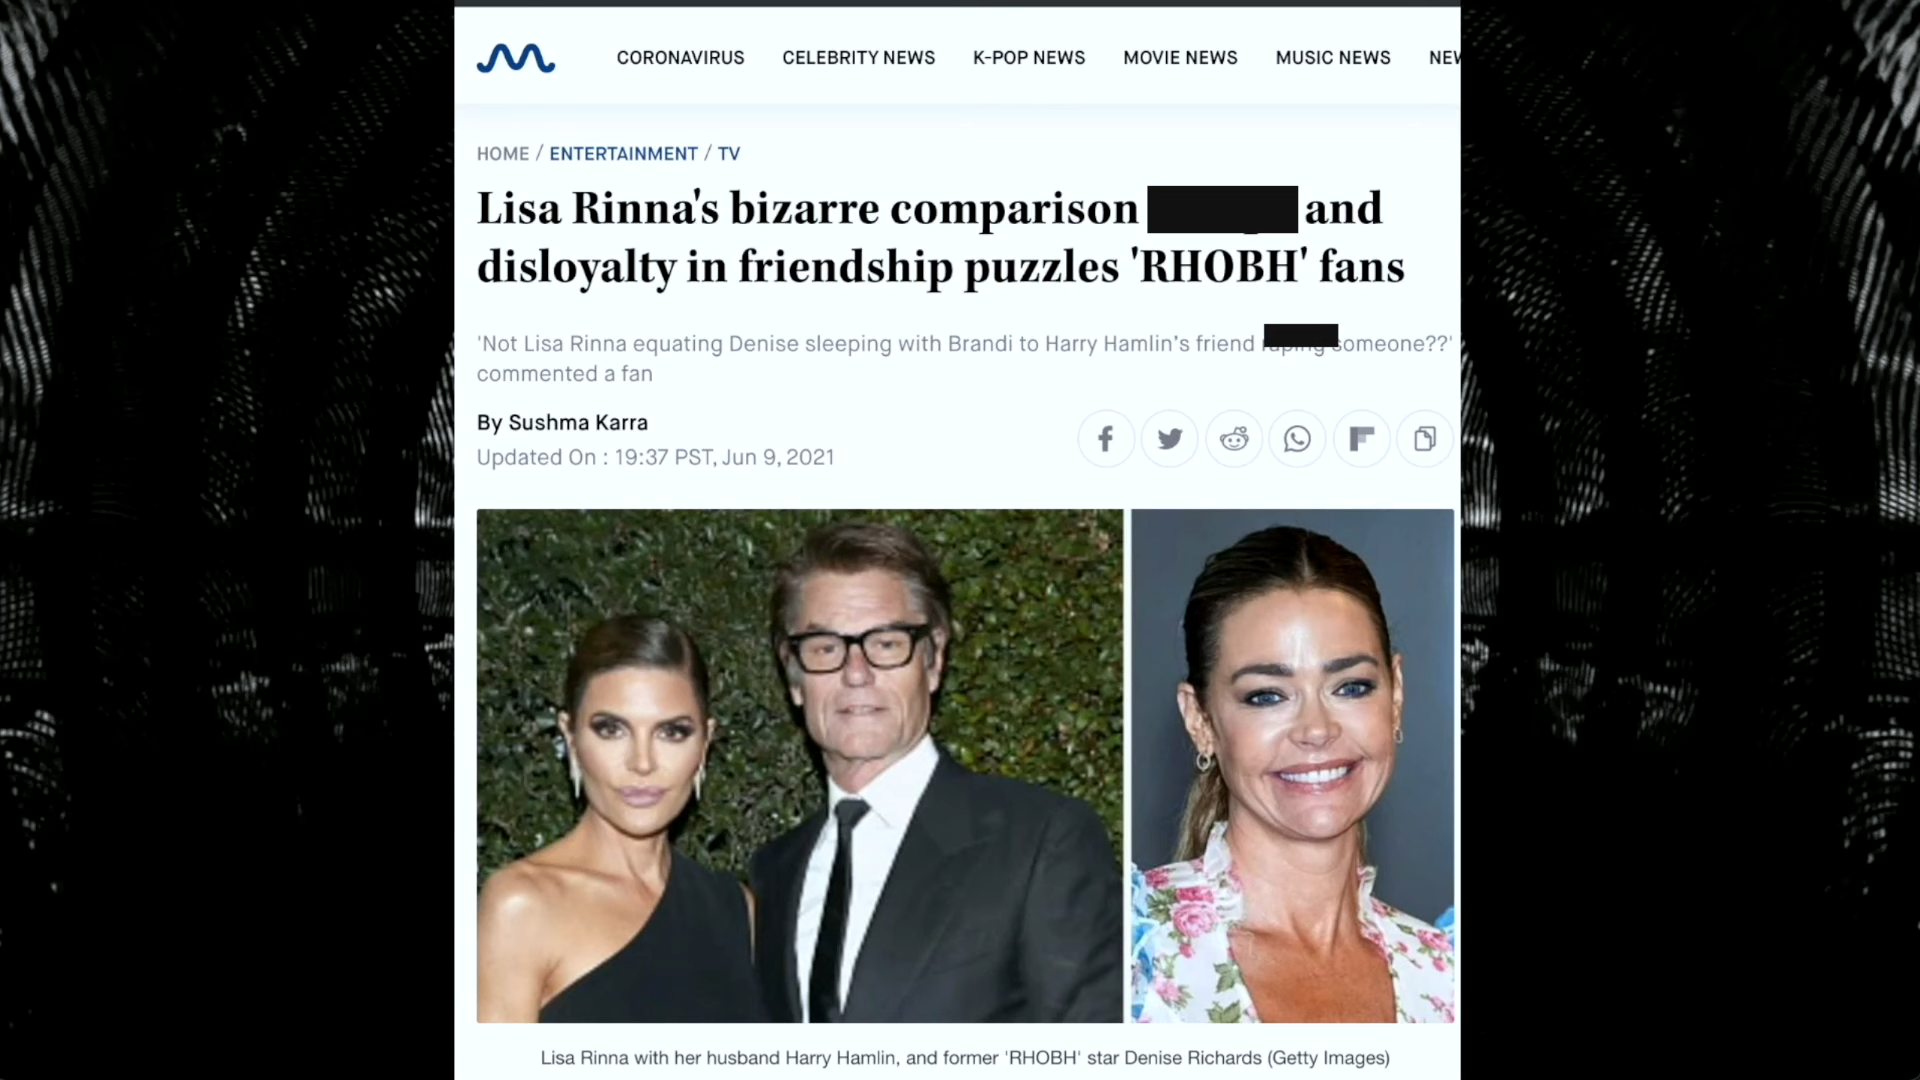 CORONAVIRUS CELEBRITY NEWS K-POP NEWS MOVIE NEWS MUSIC NEWS
HOME / ENTERTAINMENT / TV
Lisa Rinna's bizarre comparison and
disloyalty in friendship puzzles 'RHOBH' fans
'Not Lisa Rinna equating Denise sleeping with Brandi to Harry Hamlin's friend someone??'
commented a fan
By Sushma Karra
Updated On : 19:37 PST, Jun 9, 2021
Lisa Rinna with her husband Harry Hamlin, and former 'RHOBH' star Denise Richards (Getty Images)